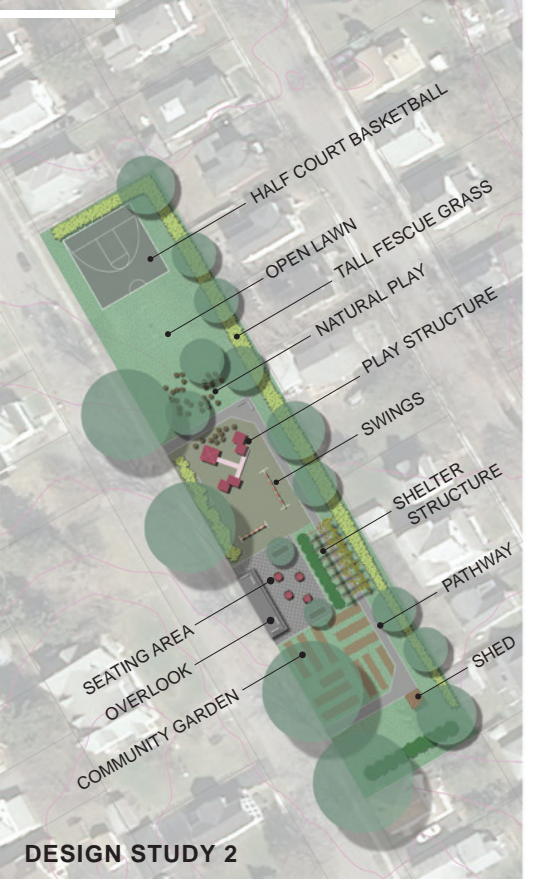 HALF COURT BASKETBALL
OPEN LAWN
TALL FESCUE GRASS
NATURAL PLAY
PLAY STRUCTURE
SWINGS
SHELTER
STRUCTURE
PATHWAY
SHED
SEATING AREA
OVERLOOK
COMMUNITY GARDEN
DESIGN STUDY 2